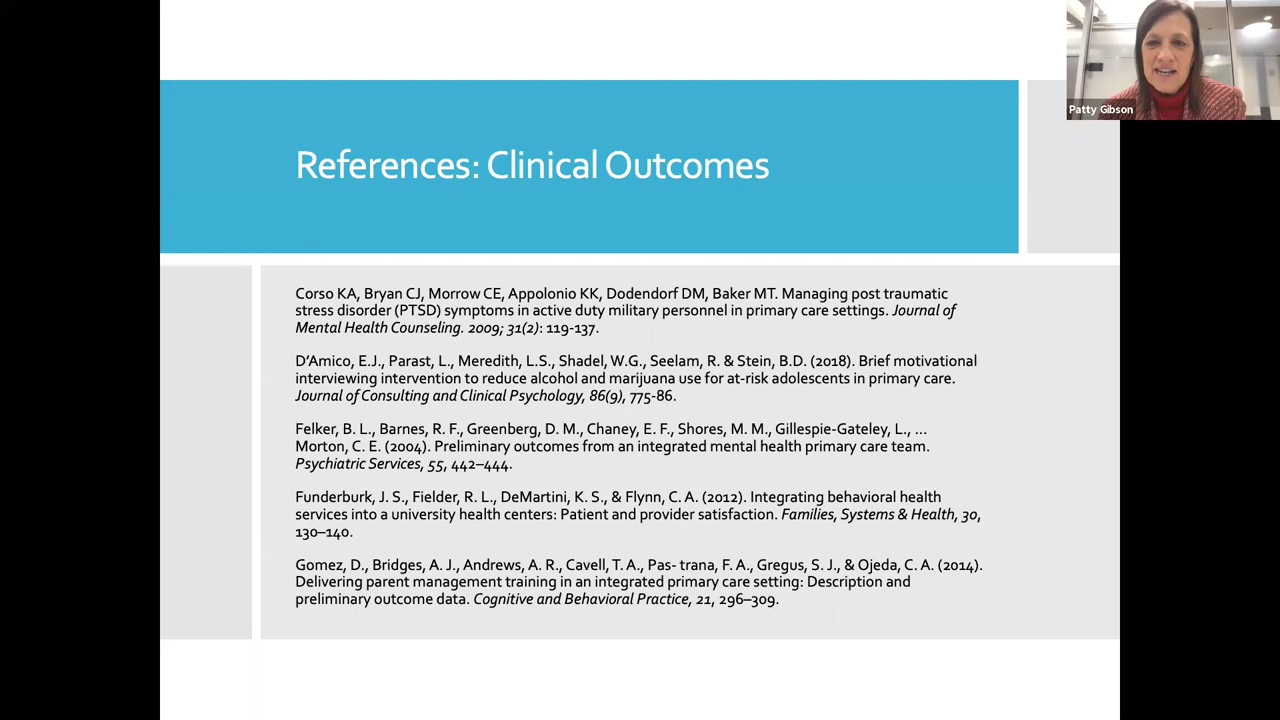 Patty Gibson
References: Clinical Outcomes
Corso KA, Bryan CJ, Morrow CE, Appolonio KK, Dodendorf DM, Baker MT. Managing post traumatic
stress disorder (PTSD) symptoms in active duty military personnel in primary care settings. Journal of
Mental Health Counseling. 2009; 31(2): 119-137.
D’Amico, E.J., Parast, L., Meredith, L.S., Shadel, W.G., Seelam, R. & Stein, B.D. (2018). Brief motivational
interviewing intervention to reduce alcohol and marijuana use for at-risk adolescents in primary care.
Journal of Consulting and Clinical Psychology, 86(9), 775-86.
Felker, B. L., Barnes, R. F., Greenberg, D. M., Chaney, E. F., Shores, M. M., Gillespie-Gateley, L., ...
Morton, C. E. (2004). Preliminary outcomes from an integrated mental health primary care team.
Psychiatric Services, 55, 442–444.
Funderburk, J. S., Fielder, R. L., DeMartini, K. S., & Flynn, C. A. (2012). Integrating behavioral health
services into a university health centers: Patient and provider satisfaction. Families, Systems & Health, 30,
130–140.
Gomez, D., Bridges, A. J., Andrews, A. R., Cavell, T. A., Pas- trana, F. A., Gregus, S. J., & Ojeda, C. A. (2014).
Delivering parent management training in an integrated primary care setting: Description and
preliminary outcome data. Cognitive and Behavioral Practice, 21, 296–309.